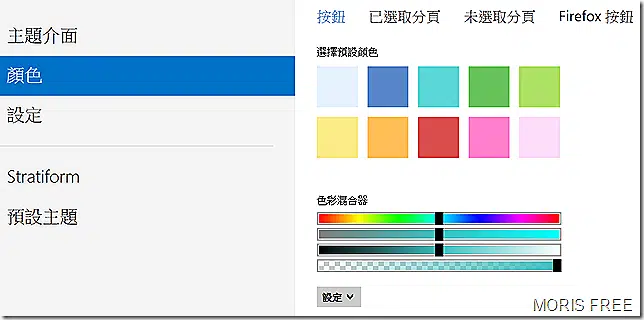 主題介面
顏色
設定
Stratiform
預設主題
按鈕 已選取分頁 未選取分頁 Firefox 按鈕
選擇預設顏色
色彩混合器
設定
MORIS FREE